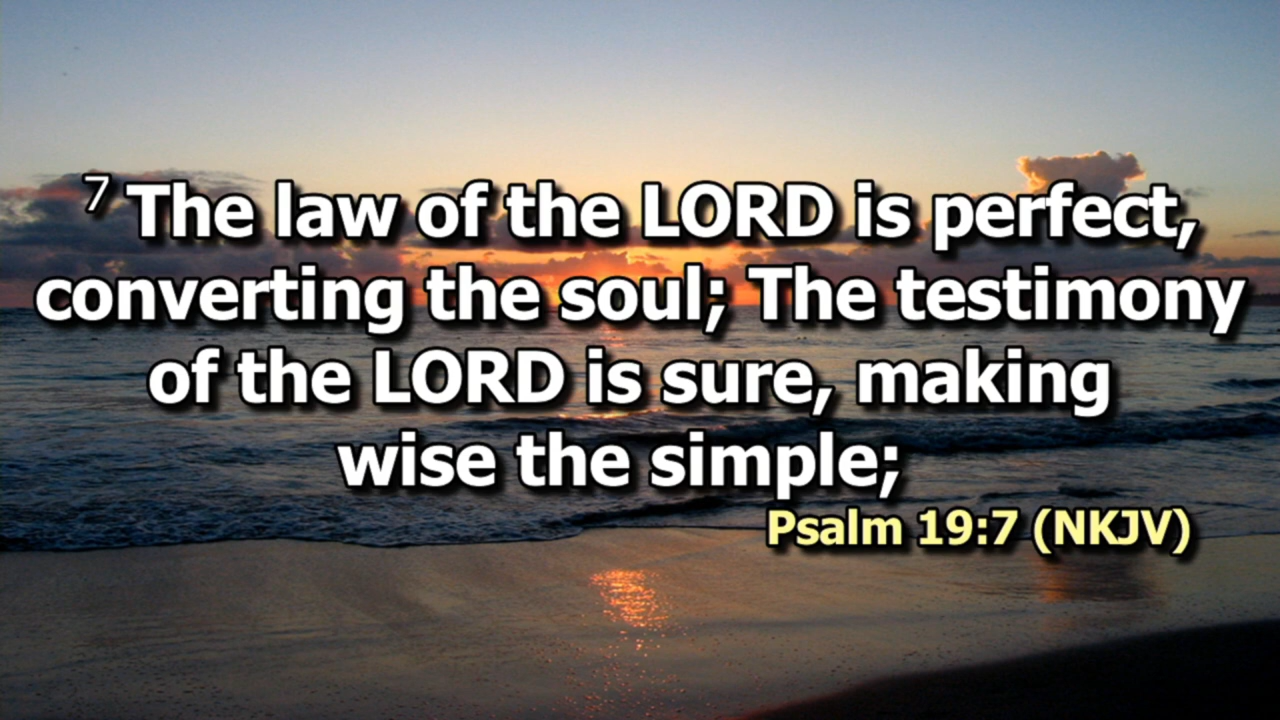 7 The law of the LORD is perfect,
converting the soul; The testimony
of the LORD is sure, making
wise the simple;
Psalm 19:7 (NKJV)